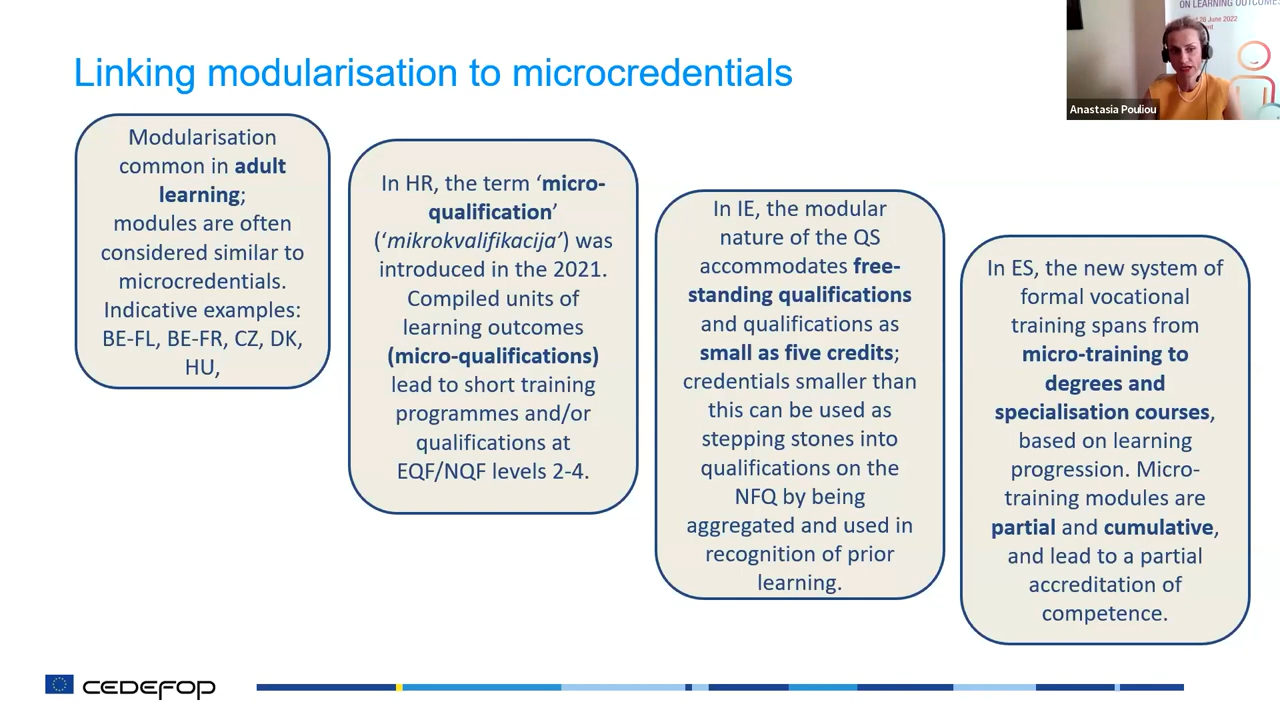 Linking modularisation to microcredentials
ON LEARNING OUTCOMES
28 June 2022
Anastasia Pouliou
Modularisation
common in adult
learning;
modules are often
considered similar to
microcredentials.
Indicative examples:
BE-FL, BE-FR, CZ, DK,
HU,
In HR, the term ‘micro-
qualification’
(‘mikrokvalifikacija’) was
introduced in the 2021.
Compiled units of
learning outcomes
(micro-qualifications)
lead to short training
programmes and/or
qualifications at
EQF/NQF levels 2-4.
In IE, the modular
nature of the QS
accommodates free-
standing qualifications
and qualifications as
small as five credits;
credentials smaller than
this can be used as
stepping stones into
qualifications on the
NFQ by being
aggregated and used in
recognition of prior
learning.
In ES, the new system of
formal vocational
training spans from
micro-training to
degrees and
specialisation courses,
based on learning
progression. Micro-
training modules are
partial and cumulative,
and lead to a partial
accreditation of
competence.
CEDEFOP